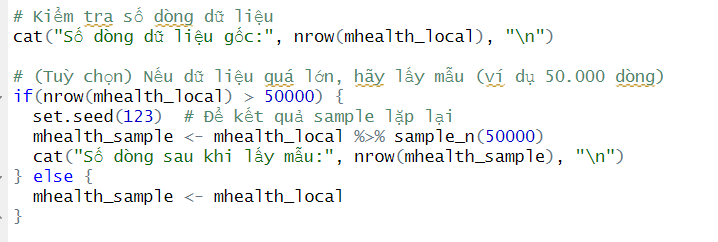 # Kiểm tra số dòng dữ liệu
cat("Số dòng dữ liệu gốc:", nrow(mhealth_local), "\n")
# (Tuỳ chọn) Nếu dữ liệu quá lớn, hãy lấy mẫu (ví dụ 50.000 dòng)
if(nrow(mhealth_local) > 50000) {
  set.seed(123)  # Để kết quả sample lặp lại
  mhealth_sample <- mhealth_local %>% sample_n(50000)
  cat("Số dòng sau khi lấy mẫu:", nrow(mhealth_sample), "\n")
} else {
  mhealth_sample <- mhealth_local
}